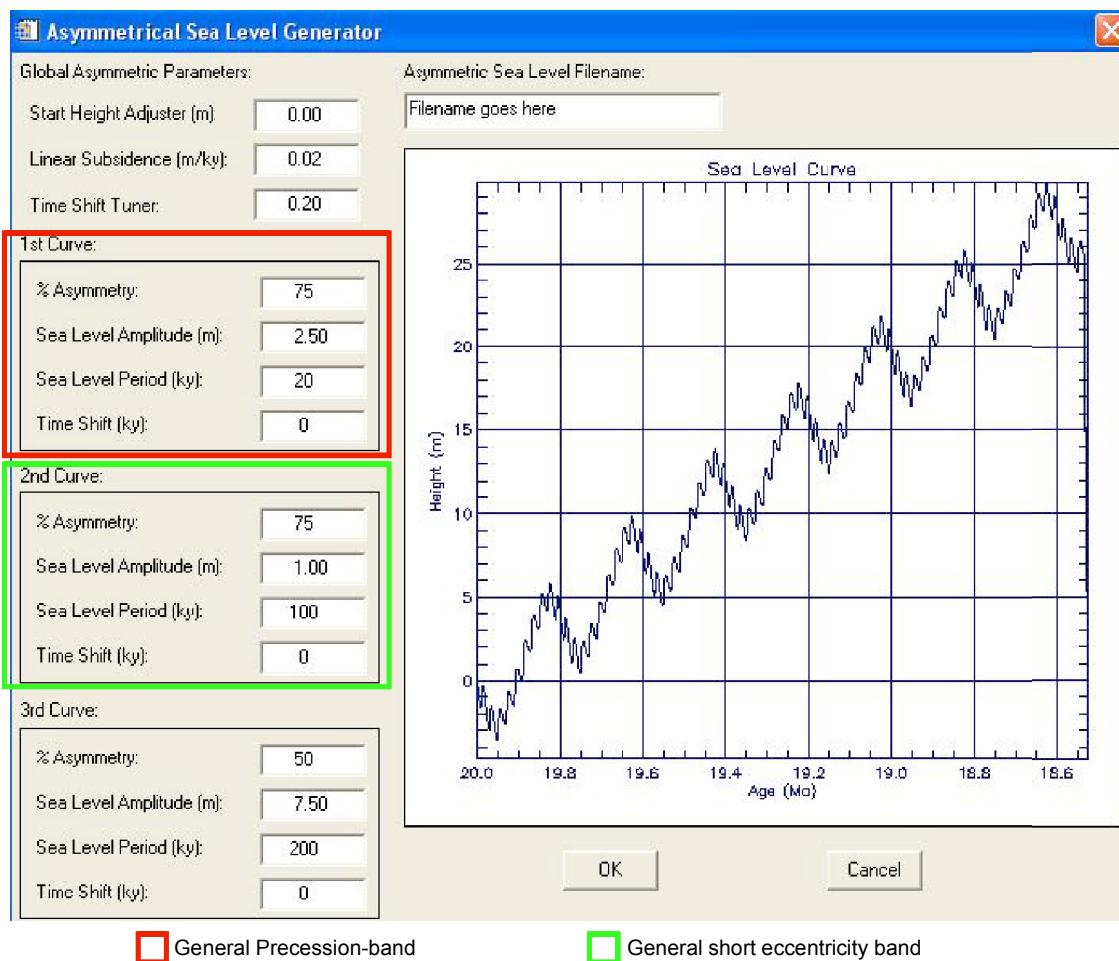 Asymmetrical Sea Level Generator
Global Asymmetric Parameters:
Start Height Adjuster (m) 0.00
Linear Subsidence (m/ky): 0.02
Time Shift Tuner: 0.20
1st Curve:
% Asymmetry: 75
Sea Level Amplitude (m): 2.50
Sea Level Period (ky): 20
Time Shift (ky): 0
2nd Curve:
% Asymmetry: 75
Sea Level Amplitude (m): 1.00
Sea Level Period (ky): 100
Time Shift (ky): 0
3rd Curve:
% Asymmetry: 50
Sea Level Amplitude (m): 7.50
Sea Level Period (ky): 200
Time Shift (ky): 0
Asymmetric Sea Level Filename:
Filename goes here
Sea Level Curve
25
20
15
10
5
0
Height (m)
20.0 19.8 19.6 19.4 19.2 19.0 18.8 18.6
Age (Ma)
OK Cancel
General Precession-band General short eccentricity band